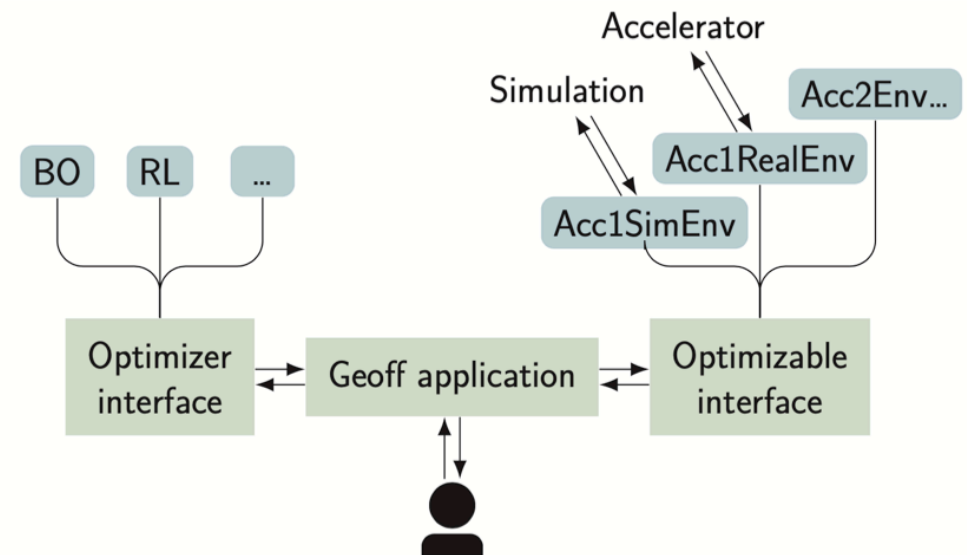 Accelerator
Simulation
Acc2Env...
BO
RL
...
Acc1RealEnv
Acc1SimEnv
Optimizer
interface
Geoff application
Optimizable
interface